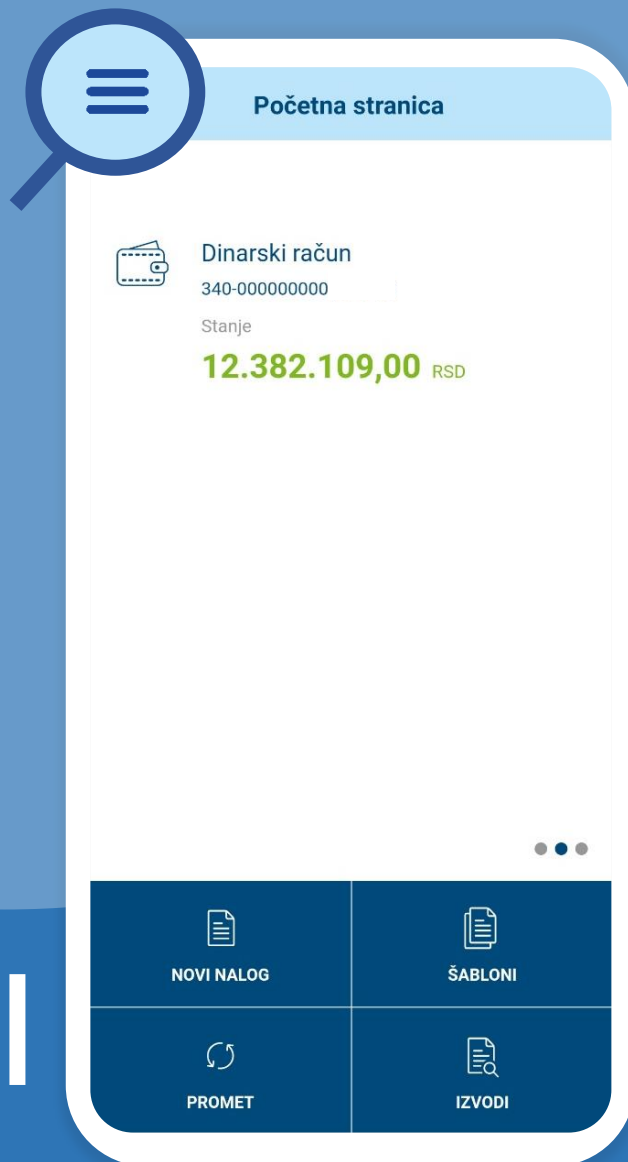 Početna stranica
Dinarski račun
340-000000000
Stanje
12.382.109,00 RSD
NOVI NALOG
ŠABLONI
PROMET
IZVODI